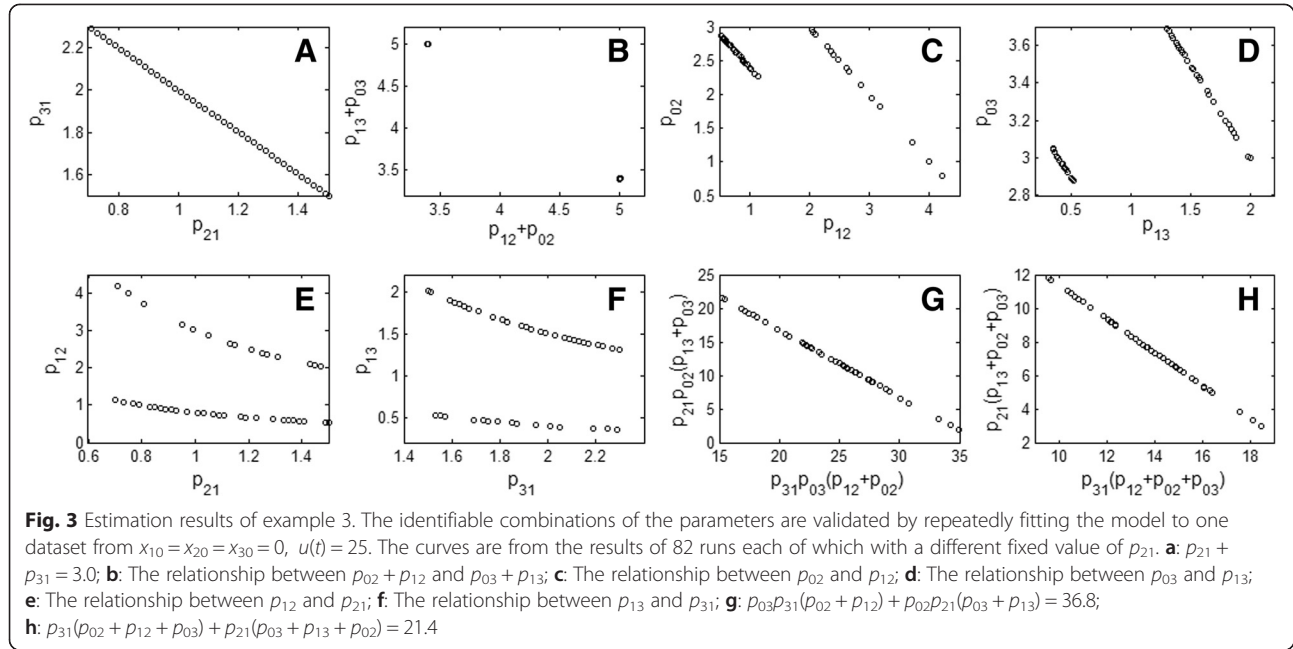 A
p31
2.2
2
1.8
1.6
0.8 1 1.2 1.4
p21
B
p13+p03
5
4.5
4
3.5
3.5 4 4.5 5
p12+p02
C
p02
3
2.5
2
1.5
1
0.5
1 2 3 4
p12
D
p03
3.6
3.4
3.2
3
2.8
0.5 1 1.5 2
p13
E
p12
4
3
2
1
0
0.6 0.8 1 1.2 1.4
p21
F
p13
2
1.5
1
0.5
1.4 1.6 1.8 2 2.2
p31
G
p21p02(p13+p03)
25
20
15
10
5
0
15 20 25 30 35
p31p03(p12+p02)
H
p21(p13+p02+p03)
12
10
8
6
4
2
10 12 14 16 18
p31(p12+p02+p03)
Fig. 3 Estimation results of example 3. The identifiable combinations of the parameters are validated by repeatedly fitting the model to one
dataset from x10 = x20 = x30 = 0, u(t) = 25. The curves are from the results of 82 runs each of which with a different fixed value of p21. a: p21 +
p31 = 3.0; b: The relationship between p02 + p12 and p03 + p13; c: The relationship between p02 and p12; d: The relationship between p03 and p13;
e: The relationship between p12 and p21; f: The relationship between p13 and p31; g: p03p31(p02 + p12) + p02p21(p03 + p13) = 36.8;
h: p31(p02 + p12 + p03) + p21(p03 + p13 + p02) = 21.4